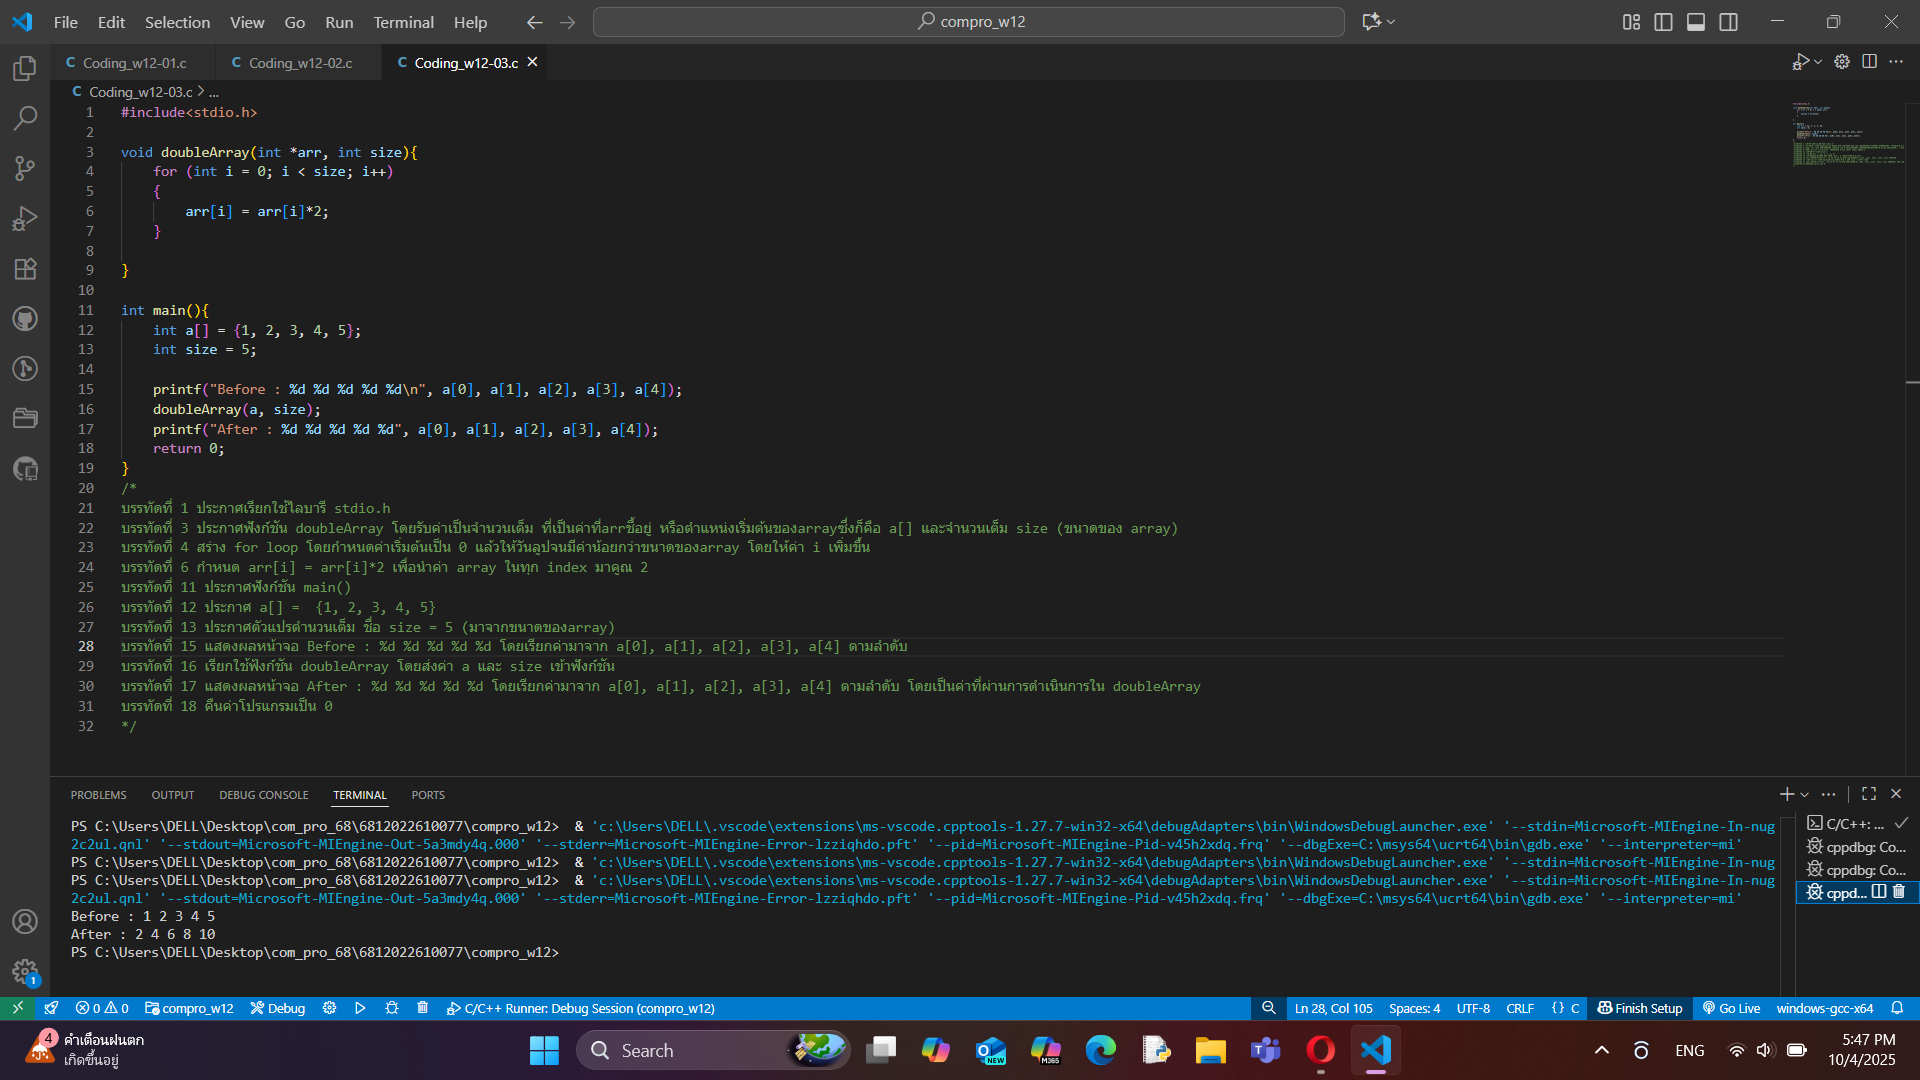 File Edit Selection View Go Run Terminal Help
compro_w12
C Coding_w12-01.c
C Coding_w12-02.c
C Coding_w12-03.c
C Coding_w12-03.c > ...
1 #include<stdio.h>
2
3 void doubleArray(int *arr, int size){
4 for (int i = 0; i < size; i++)
5 {
6 arr[i] = arr[i]*2;
7 }
8
9 }
10
11 int main(){
12 int a[] = {1, 2, 3, 4, 5};
13 int size = 5;
14
15 printf("Before : %d %d %d %d %d\n", a[0], a[1], a[2], a[3], a[4]);
16 doubleArray(a, size);
17 printf("After : %d %d %d %d %d", a[0], a[1], a[2], a[3], a[4]);
18 return 0;
19 }
20 /*
21 บรรทัดที่ 1 ประกาศเรียกใช้ไลบารี stdio.h
22 บรรทัดที่ 3 ประกาศฟังก์ชัน doubleArray โดยรับค่าเป็นจำนวนเต็ม ที่เป็นค่าที่arrชี้อยู่ หรือตำแหน่งเริ่มต้นของarrayซึ่งก็คือ a[] และจำนวนเต็ม size (ขนาดของ array)
23 บรรทัดที่ 4 สร้าง for loop โดยกำหนดค่าเริ่มต้นเป็น 0 แล้วให้วันลูปจนมีค่าน้อยกว่าขนาดของarray โดยให้ค่า i เพิ่มขึ้น
24 บรรทัดที่ 6 กำหนด arr[i] = arr[i]*2 เพื่อนำค่า array ในทุก index มาคูณ 2
25 บรรทัดที่ 11 ประกาศฟังก์ชัน main()
26 บรรทัดที่ 12 ประกาศ a[] =  {1, 2, 3, 4, 5}
27 บรรทัดที่ 13 ประกาศตัวแปรตำนวนเต็ม ชื่อ size = 5 (มาจากขนาดของarray)
28 บรรทัดที่ 15 แสดงผลหน้าจอ Before : %d %d %d %d %d โดยเรียกค่ามาจาก a[0], a[1], a[2], a[3], a[4] ตามลำดับ
29 บรรทัดที่ 16 เรียกใช้ฟังก์ชัน doubleArray โดยส่งค่า a และ size เข้าฟังก์ชัน
30 บรรทัดที่ 17 แสดงผลหน้าจอ After : %d %d %d %d %d โดยเรียกค่ามาจาก a[0], a[1], a[2], a[3], a[4] ตามลำดับ โดยเป็นค่าที่ผ่านการดำเนินการใน doubleArray
31 บรรทัดที่ 18 คืนค่าโปรแกรมเป็น 0
32 */
PROBLEMS OUTPUT DEBUG CONSOLE TERMINAL PORTS
PS C:\Users\DELL\Desktop\com_pro_68\6812022610077\compro_w12>  & 'c:\Users\DELL\.vscode\extensions\ms-vscode.cpptools-1.27.7-win32-x64\debugAdapters\bin\WindowsDebugLauncher.exe' '--stdin=Microsoft-MIEngine-In-nug
2c2ul.qnl' '--stdout=Microsoft-MIEngine-Out-5a3mdy4q.000' '--stderr=Microsoft-MIEngine-Error-lzziqhdo.pft' '--pid=Microsoft-MIEngine-Pid-v45h2xdq.frq' '--dbgExe=C:\msys64\ucrt64\bin\gdb.exe' '--interpreter=mi'
PS C:\Users\DELL\Desktop\com_pro_68\6812022610077\compro_w12>  & 'c:\Users\DELL\.vscode\extensions\ms-vscode.cpptools-1.27.7-win32-x64\debugAdapters\bin\WindowsDebugLauncher.exe' '--stdin=Microsoft-MIEngine-In-nug
PS C:\Users\DELL\Desktop\com_pro_68\6812022610077\compro_w12>  & 'c:\Users\DELL\.vscode\extensions\ms-vscode.cpptools-1.27.7-win32-x64\debugAdapters\bin\WindowsDebugLauncher.exe' '--stdin=Microsoft-MIEngine-In-nug
2c2ul.qnl' '--stdout=Microsoft-MIEngine-Out-5a3mdy4q.000' '--stderr=Microsoft-MIEngine-Error-lzziqhdo.pft' '--pid=Microsoft-MIEngine-Pid-v45h2xdq.frq' '--dbgExe=C:\msys64\ucrt64\bin\gdb.exe' '--interpreter=mi'
Before : 1 2 3 4 5
After : 2 4 6 8 10
PS C:\Users\DELL\Desktop\com_pro_68\6812022610077\compro_w12>
C/C++: ...
cppdbg: Co...
cppdbg: Co...
cppd...
1
0 0 compro_w12 Debug C/C++ Runner: Debug Session (compro_w12) Ln 28, Col 105 Spaces: 4 UTF-8 CRLF {} C Finish Setup Go Live windows-gcc-x64
4 คำเตือนฝนตก
เกิดขึ้นอยู่
Search
NEW
M365
ENG
5:47 PM
10/4/2025